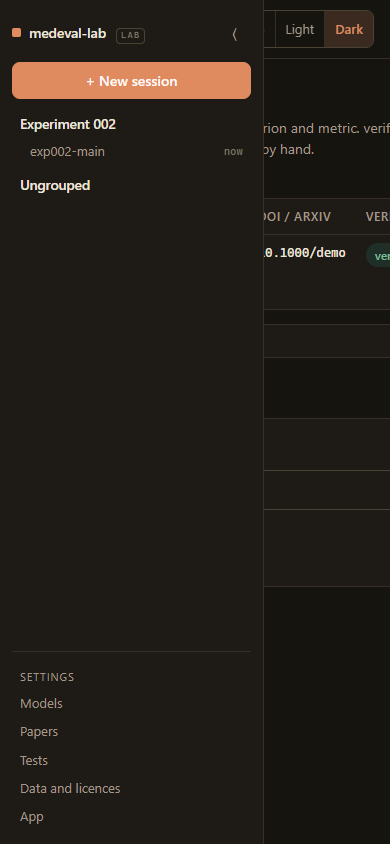 medeval-lab LAB ⟨
Light Dark
+ New session
Experiment 002
exp002-main now
Ungrouped
rion and metric. verif
by hand.
DOI / ARXIV VERI
10.1000/demo ver
SETTINGS
Models
Papers
Tests
Data and licences
App